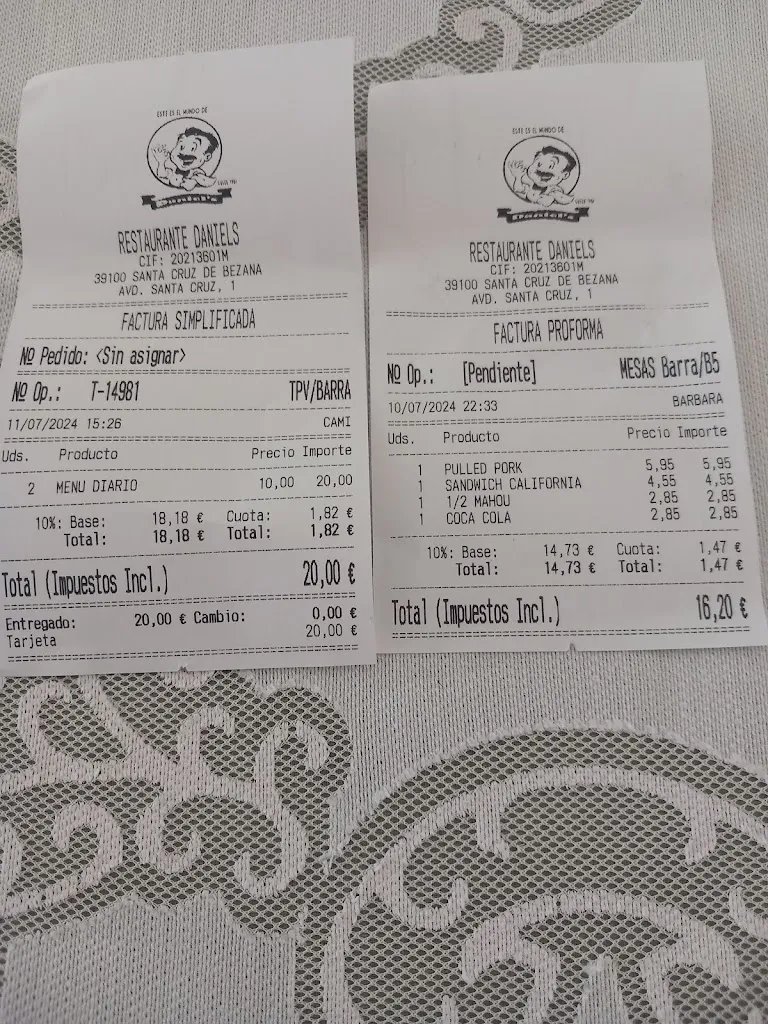 ESTE ES EL MUNDO DE
Daniel's
RESTAURANTE DANIELS
CIF: 20213601M
39100 SANTA CRUZ DE BEZANA
AVD. SANTA CRUZ, 1
FACTURA SIMPLIFICADA
Nº Pedido: <Sin asignar>
Nº Op.: T-14981 TPV/BARRA
11/07/2024 15:26 CAMI
Uds. Producto Precio Importe
2 MENU DIARIO 10,00 20,00
10%: Base: 18,18 € Cuota: 1,82 €
Total: 18,18 € Total: 1,82 €
Total (Impuestos Incl.) 20,00 €
Entregado: 20,00 € Cambio: 0,00 €
Tarjeta 20,00 €
ESTE ES EL MUNDO DE
Daniel's
RESTAURANTE DANIELS
CIF: 20213601M
39100 SANTA CRUZ DE BEZANA
AVD. SANTA CRUZ, 1
FACTURA PROFORMA
Nº Op.: [Pendiente] MESAS Barra/B5
10/07/2024 22:33 BARBARA
Uds. Producto Precio Importe
1 PULLED PORK 5,95 5,95
1 SANDWICH CALIFORNIA 4,55 4,55
1 1/2 MAHOU 2,85 2,85
1 COCA COLA 2,85 2,85
10%: Base: 14,73 € Cuota: 1,47 €
Total: 14,73 € Total: 1,47 €
Total (Impuestos Incl.) 16,20 €